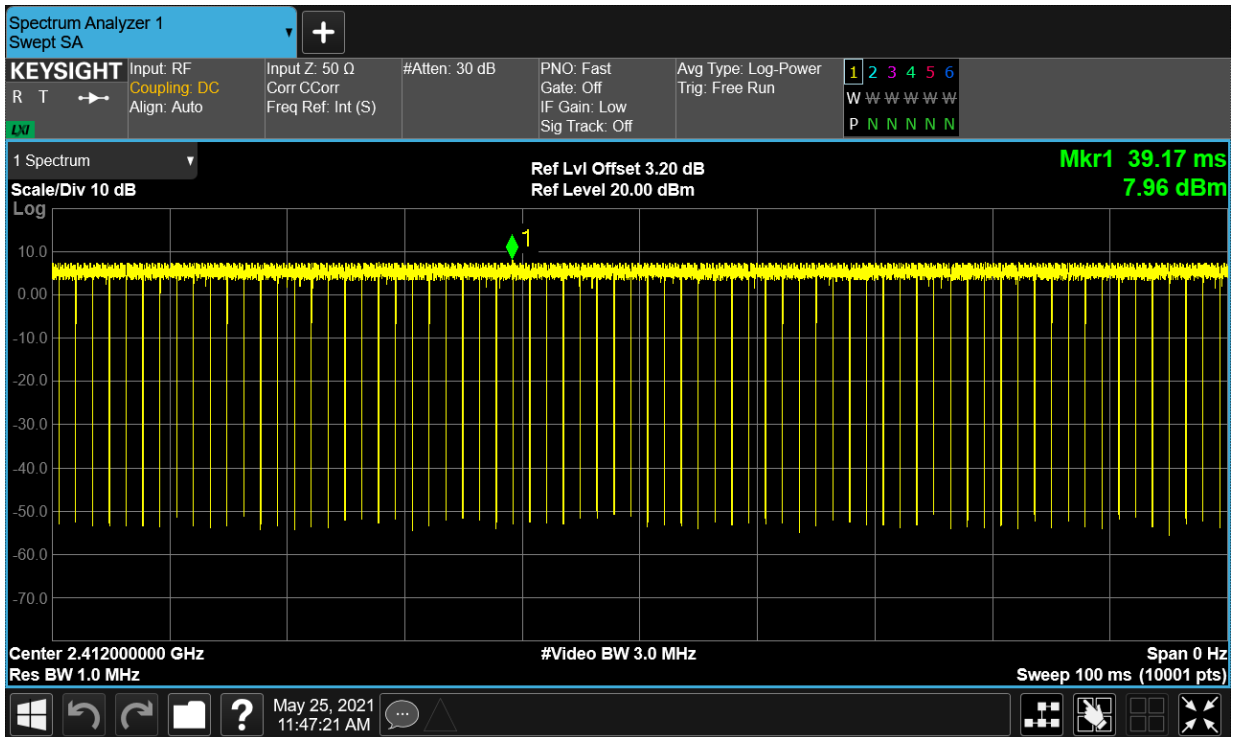 Spectrum Analyzer 1
Swept SA
KEYSIGHT
R T
LXI
Input: RF
Coupling: DC
Align: Auto
Input Z: 50 Ω
Corr CCorr
Freq Ref: Int (S)
#Atten: 30 dB
PNO: Fast
Gate: Off
IF Gain: Low
Sig Track: Off
Avg Type: Log-Power
Trig: Free Run
1 2 3 4 5 6
W W W W W W
P N N N N N
1 Spectrum
Scale/Div 10 dB
Log
Ref Lvl Offset 3.20 dB
Ref Level 20.00 dBm
Mkr1 39.17 ms
7.96 dBm
1
10.0
0.00
-10.0
-20.0
-30.0
-40.0
-50.0
-60.0
-70.0
Center 2.412000000 GHz
Res BW 1.0 MHz
#Video BW 3.0 MHz
Span 0 Hz
Sweep 100 ms (10001 pts)
?
May 25, 2021
11:47:21 AM